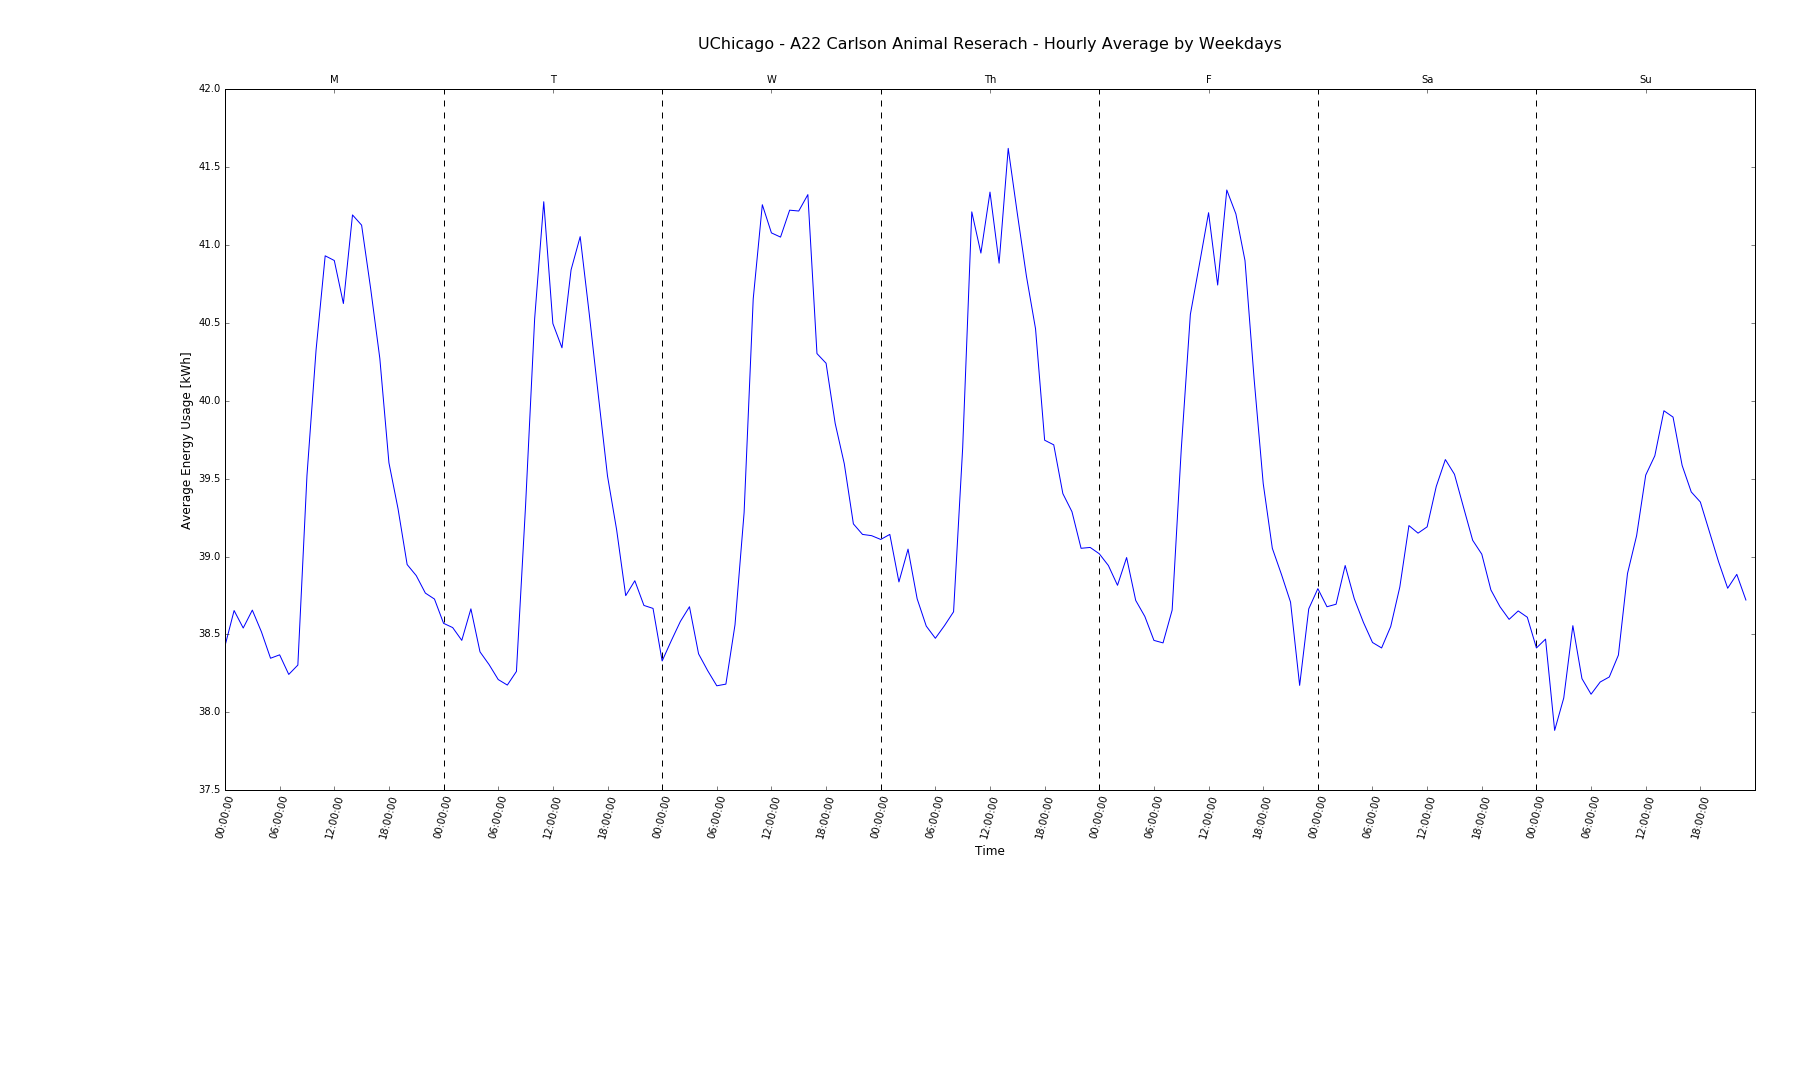 UChicago - A22 Carlson Animal Reserach - Hourly Average by Weekdays
M T W Th F Sa Su
42.0
41.5
41.0
40.5
40.0
39.5
39.0
38.5
38.0
37.5
Average Energy Usage [kWh]
00:00:00 06:00:00 12:00:00 18:00:00 00:00:00 06:00:00 12:00:00 18:00:00 00:00:00 06:00:00 12:00:00 18:00:00 00:00:00 06:00:00 12:00:00 18:00:00 00:00:00 06:00:00 12:00:00 18:00:00 00:00:00 06:00:00 12:00:00 18:00:00 00:00:00 06:00:00 12:00:00 18:00:00
Time